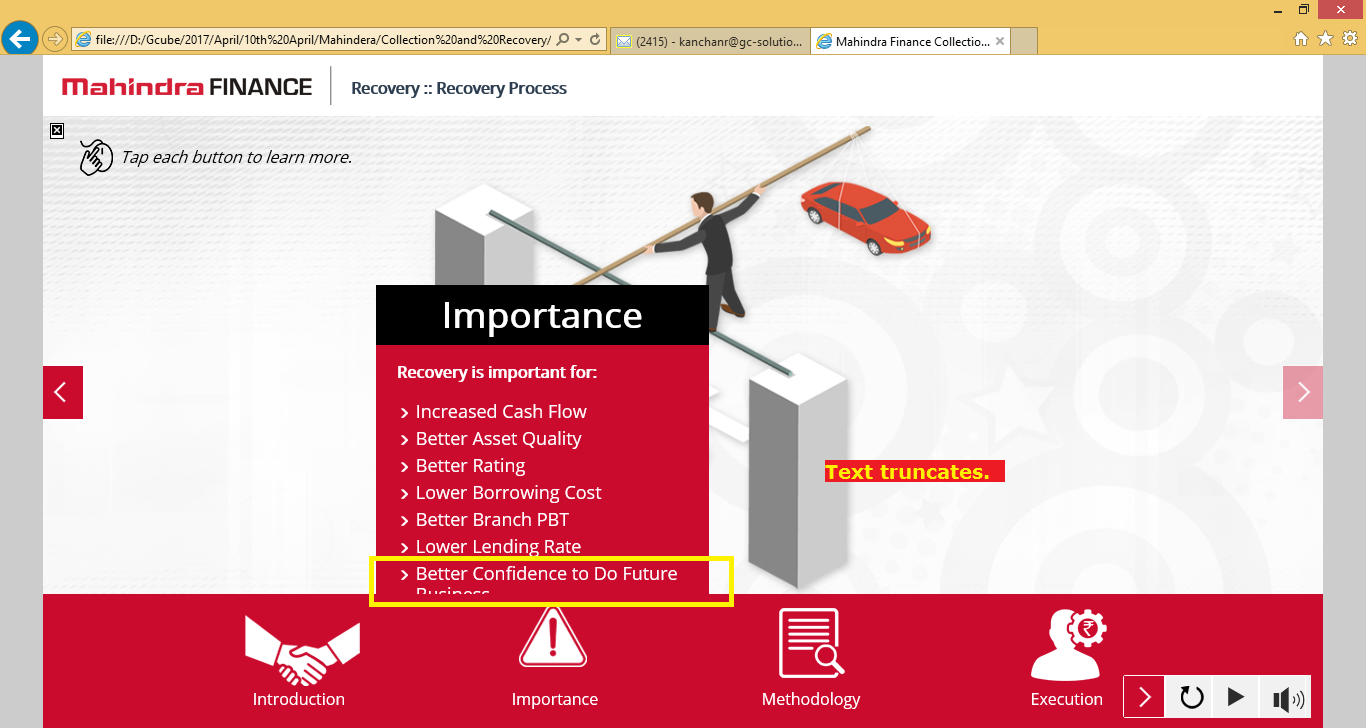 file:///D:/Gcube/2017/April/10th%20April/Mahindera/Collection%20and%20Recovery/
(2415) - kanchanr@gc-solutio...
Mahindra Finance Collectio...
Mahindra FINANCE
Recovery :: Recovery Process
Tap each button to learn more.
Importance
Recovery is important for:
Increased Cash Flow
Better Asset Quality
Better Rating
Lower Borrowing Cost
Better Branch PBT
Lower Lending Rate
Better Confidence to Do Future
Business
Text truncates.
Introduction
Importance
Methodology
Execution